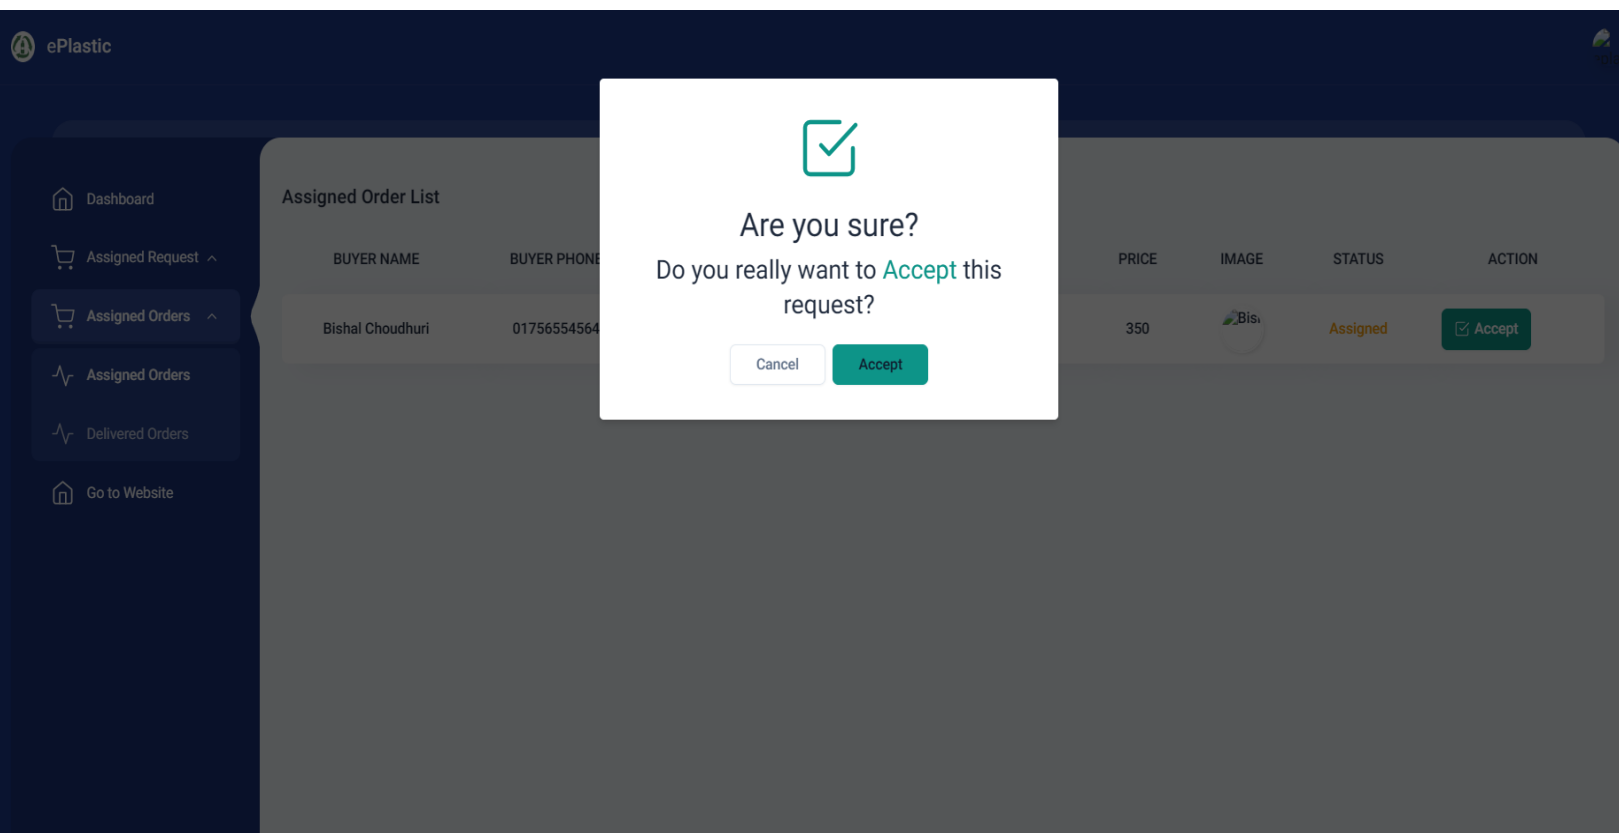 ePlastic
Dashboard
Assigned Request
Assigned Orders
Assigned Orders
Delivered Orders
Go to Website
Assigned Order List
BUYER NAME BUYER PHONE PRICE IMAGE STATUS ACTION
Bishal Choudhuri 01756554564 350 Bis Assigned Accept
Are you sure?
Do you really want to Accept this
request?
Cancel Accept